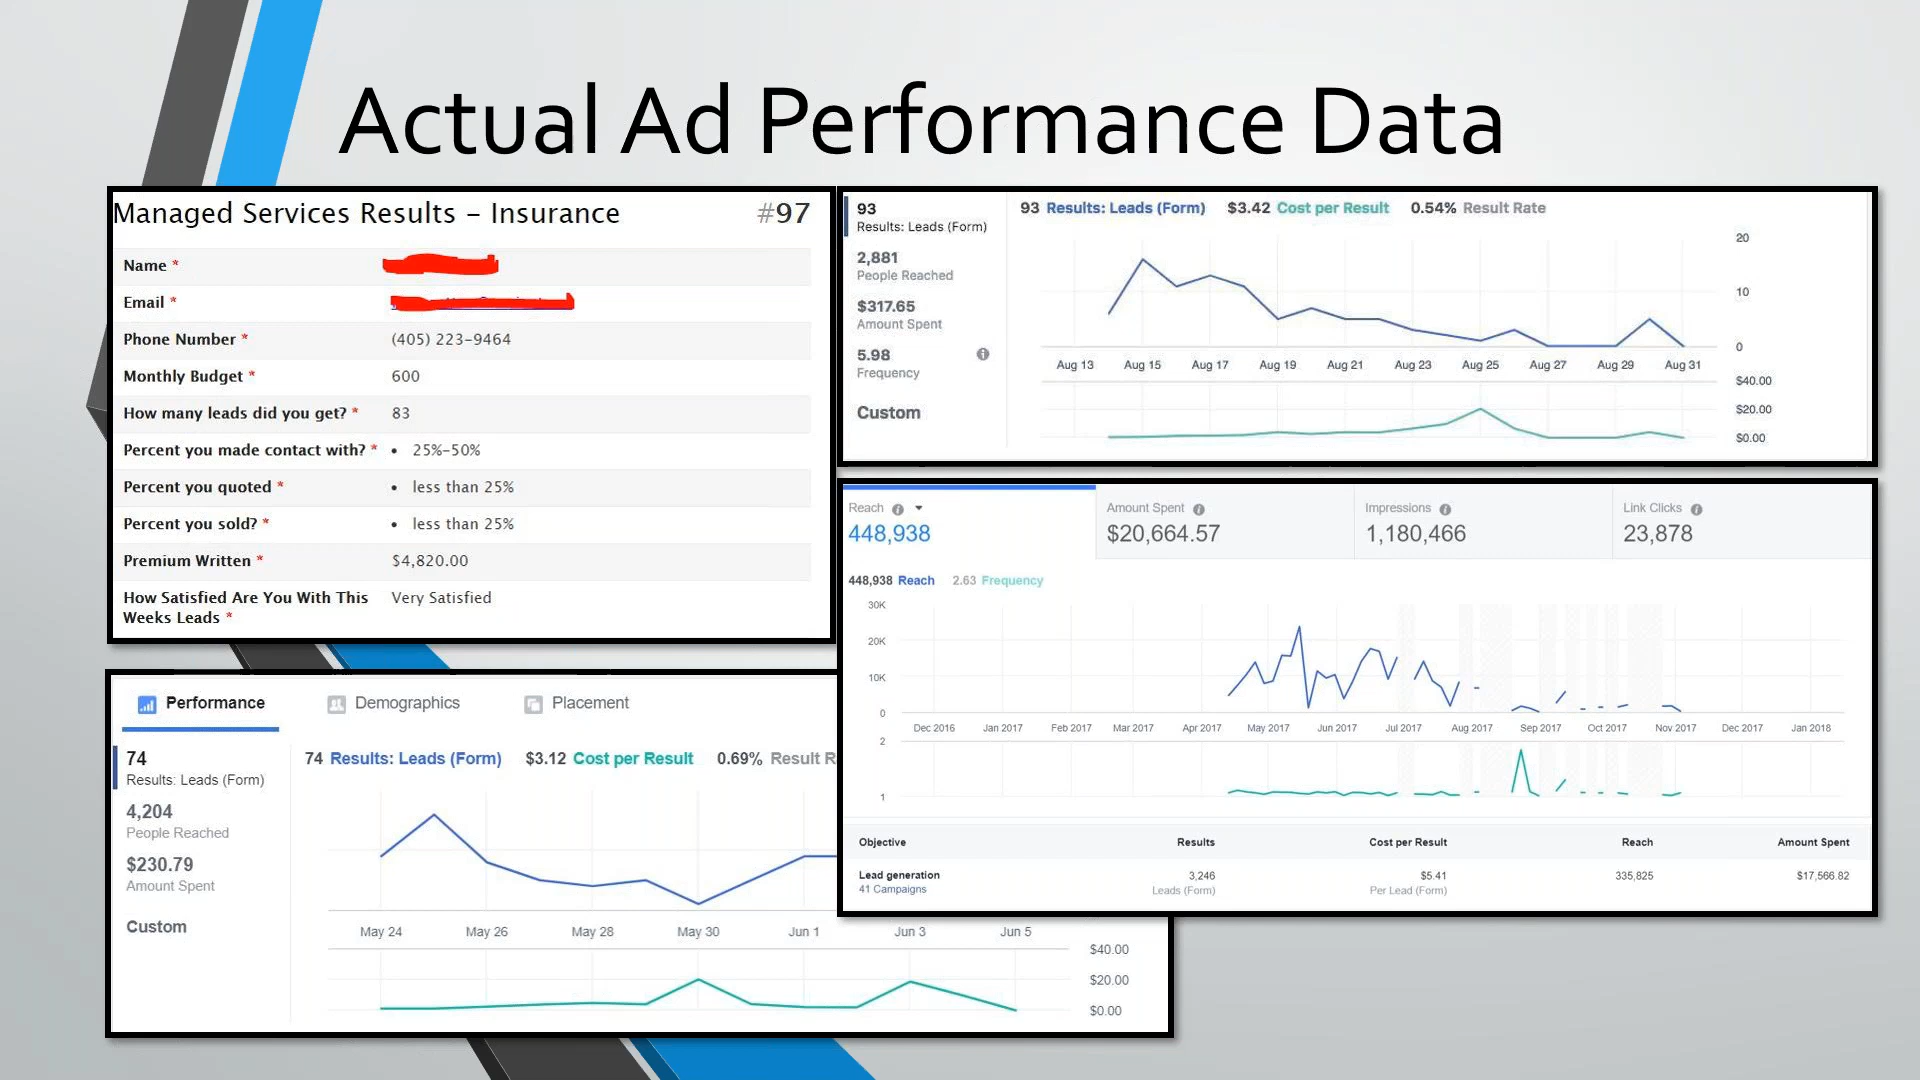 Actual Ad Performance Data
Managed Services Results – Insurance #97
Name *
Email *
Phone Number * (405) 223-9464
Monthly Budget * 600
How many leads did you get? * 83
Percent you made contact with? * • 25%-50%
Percent you quoted * • less than 25%
Percent you sold? * • less than 25%
Premium Written * $4,820.00
How Satisfied Are You With This Very Satisfied
Weeks Leads *
93
Results: Leads (Form)
2,881
People Reached
$317.65
Amount Spent
5.98
Frequency
Custom
93 Results: Leads (Form) $3.42 Cost per Result 0.54% Result Rate
20
10
0
Aug 13 Aug 15 Aug 17 Aug 19 Aug 21 Aug 23 Aug 25 Aug 27 Aug 29 Aug 31
$40.00
$20.00
$0.00
Reach Amount Spent Impressions Link Clicks
448,938 $20,664.57 1,180,466 23,878
448,938 Reach 2.63 Frequency
30K
20K
10K
0
Dec 2016 Jan 2017 Feb 2017 Mar 2017 Apr 2017 May 2017 Jun 2017 Jul 2017 Aug 2017 Sep 2017 Oct 2017 Nov 2017 Dec 2017 Jan 2018
2
1
Objective Results Cost per Result Reach Amount Spent
Lead generation 3,246 $5.41 335,825 $17,566.82
41 Campaigns Leads (Form) Per Lead (Form)
Performance Demographics Placement
74
Results: Leads (Form)
4,204
People Reached
$230.79
Amount Spent
Custom
74 Results: Leads (Form) $3.12 Cost per Result 0.69% Result R
May 24 May 26 May 28 May 30 Jun 1 Jun 3 Jun 5
$40.00
$20.00
$0.00